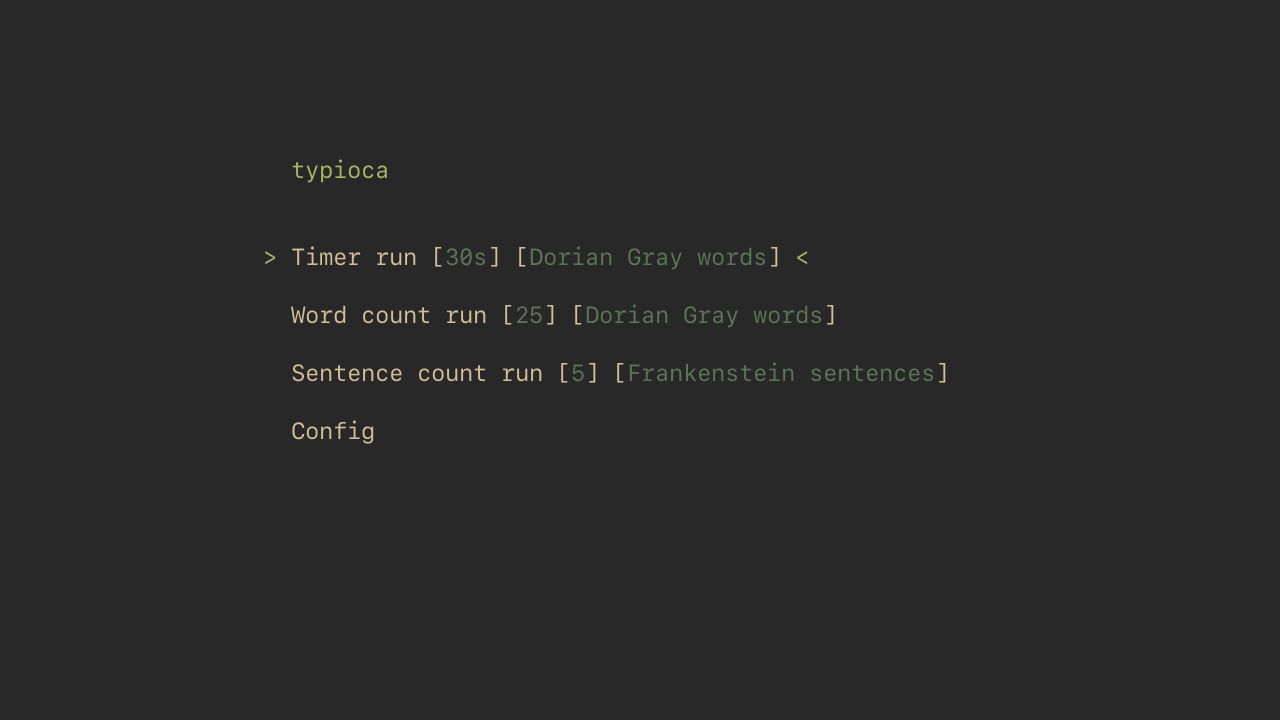 typioca
> Timer run [30s] [Dorian Gray words] <
Word count run [25] [Dorian Gray words]
Sentence count run [5] [Frankenstein sentences]
Config